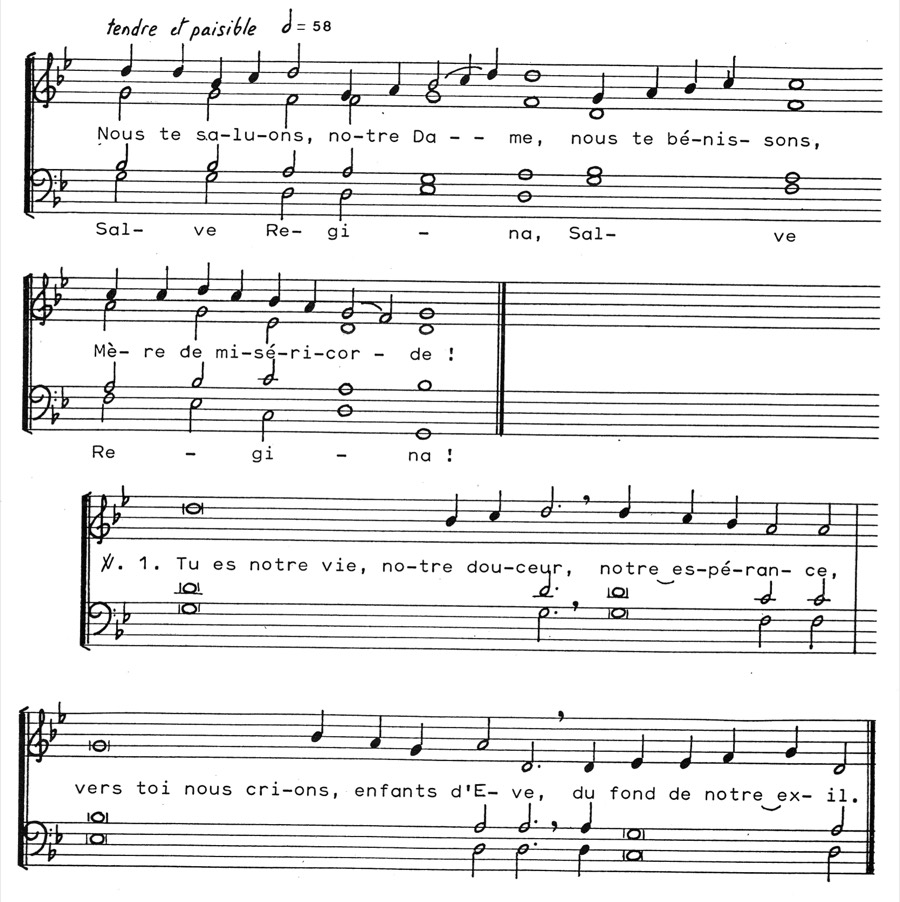 tendre et paisible 𝅗𝅥 = 58
Nous te sa-lu-ons, no-tre Da - - me, nous te bé-nis- sons,
Sal- ve Re- gi - na, Sal- ve
Mè- re de mi-sé-ri-cor - de !
Re - gi - na !
℣. 1. Tu es notre vie, no-tre dou-ceur, notre‿es-pé-ran- ce,
vers toi nous cri-ons, enfants d'E- ve, du fond de notre‿ex- il.